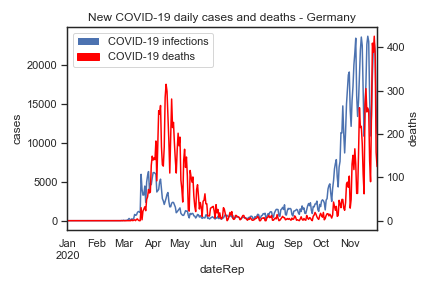 New COVID-19 daily cases and deaths - Germany
COVID-19 infections
COVID-19 deaths
cases
deaths
20000
15000
10000
5000
0
400
300
200
100
0
Jan Feb Mar Apr May Jun Jul Aug Sep Oct Nov
2020
dateRep